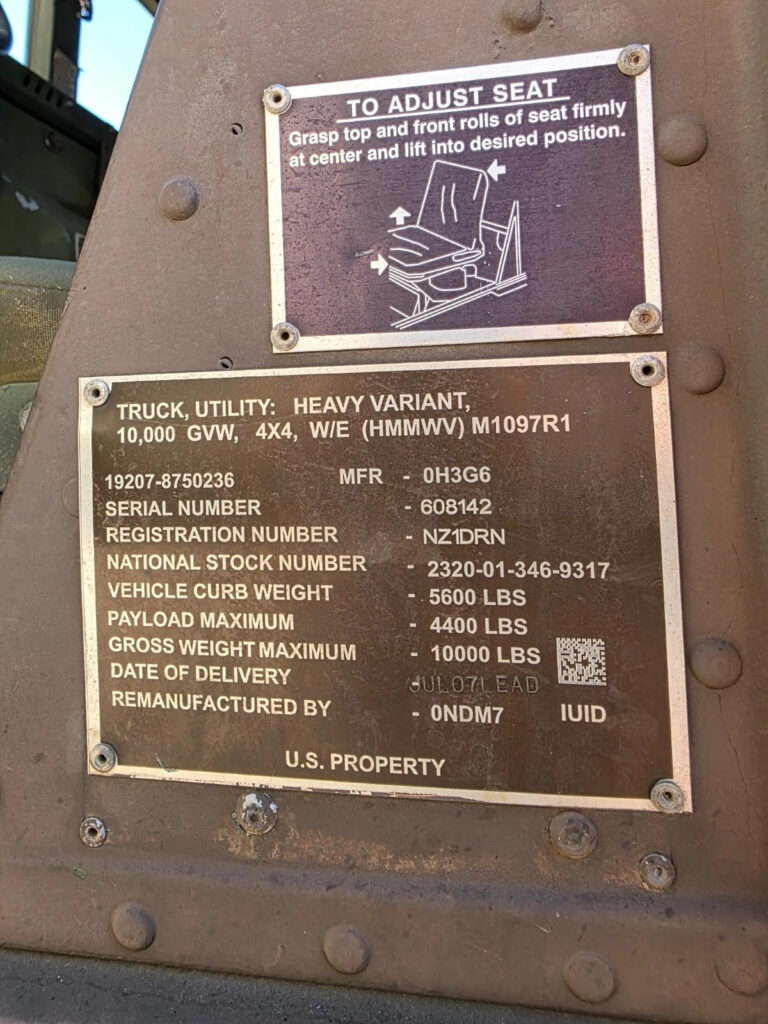 TO ADJUST SEAT
Grasp top and front rolls of seat firmly
at center and lift into desired position.
TRUCK, UTILITY: HEAVY VARIANT,
10,000 GVW, 4X4, W/E (HMMWV) M1097R1
19207-8750236 MFR - 0H3G6
SERIAL NUMBER - 608142
REGISTRATION NUMBER - NZ1DRN
NATIONAL STOCK NUMBER - 2320-01-346-9317
VEHICLE CURB WEIGHT - 5600 LBS
PAYLOAD MAXIMUM - 4400 LBS
GROSS WEIGHT MAXIMUM - 10000 LBS
DATE OF DELIVERY - JUL07LEAD
REMANUFACTURED BY - 0NDM7 IUID
U.S. PROPERTY